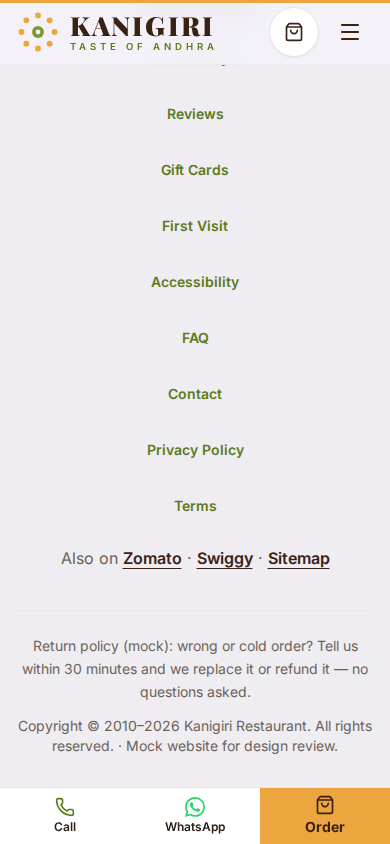 KANIGIRI
TASTE OF ANDHRA
Reviews
Gift Cards
First Visit
Accessibility
FAQ
Contact
Privacy Policy
Terms
Also on Zomato · Swiggy · Sitemap
Return policy (mock): wrong or cold order? Tell us
within 30 minutes and we replace it or refund it — no
questions asked.
Copyright © 2010–2026 Kanigiri Restaurant. All rights
reserved. · Mock website for design review.
Call
WhatsApp
Order